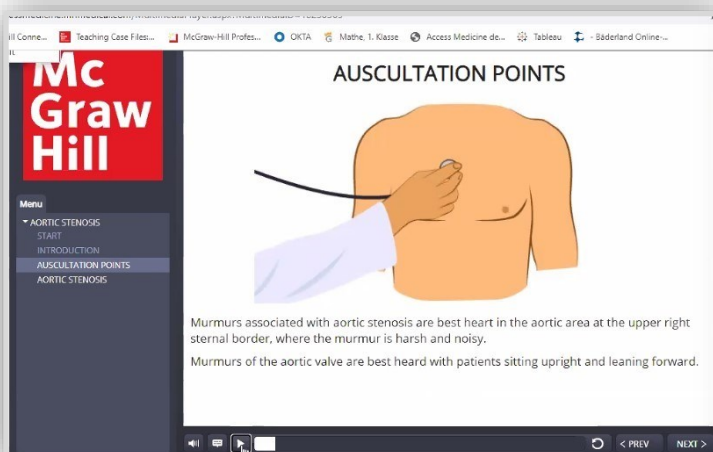 ill Conne...
Teaching Case Files:...
McGraw-Hill Profes...
OKTA
Mathe, 1. Klasse
Access Medicine de...
Tableau
- Bäderland Online-...
Mc
Graw
Hill
AUSCULTATION POINTS
Menu
AORTIC STENOSIS
START
INTRODUCTION
AUSCULTATION POINTS
AORTIC STENOSIS
Murmurs associated with aortic stenosis are best heart in the aortic area at the upper right
sternal border, where the murmur is harsh and noisy.
Murmurs of the aortic valve are best heard with patients sitting upright and leaning forward.
< PREV
NEXT >